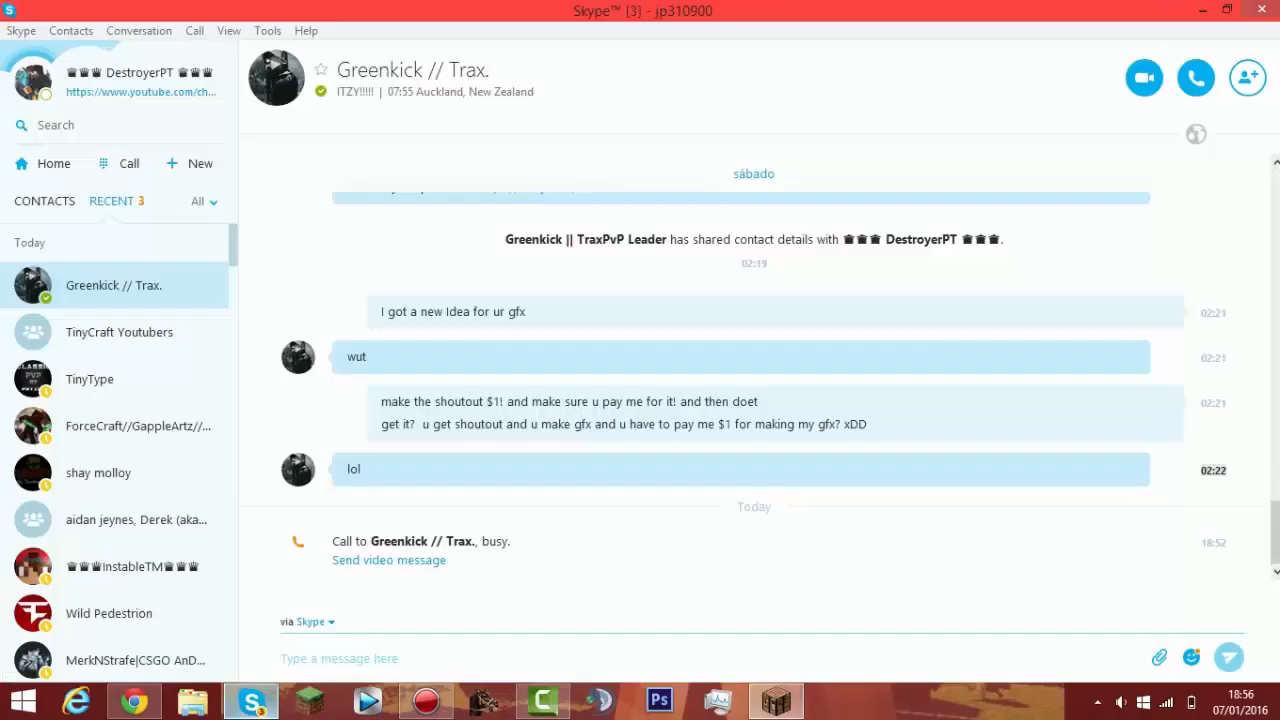 Skype™ [3] - jp310900
Skype Contacts Conversation Call View Tools Help
♛♛♛ DestroyerPT ♛♛♛
https://www.youtube.com/ch...
Search
Home Call New
CONTACTS RECENT 3 All
Today
Greenkick // Trax.
TinyCraft Youtubers
TinyType
ForceCraft//GappleArtz//...
shay molloy
aidan jeynes, Derek (aka...
♛♛♛InstableTM♛♛♛
Wild Pedestrion
MerkNStrafe|CSGO AnD...
Greenkick // Trax.
ITZY!!!!! | 07:55 Auckland, New Zealand
sábado
Greenkick || TraxPvP Leader has shared contact details with ♛♛♛ DestroyerPT ♛♛♛.
02:19
I got a new Idea for ur gfx 02:21
wut 02:21
make the shoutout $1! and make sure u pay me for it! and then doet 02:21
get it? u get shoutout and u make gfx and u have to pay me $1 for making my gfx? xDD
lol 02:22
Today
Call to Greenkick // Trax., busy. 18:52
Send video message
via Skype
Type a message here
Ps
18:56
07/01/2016